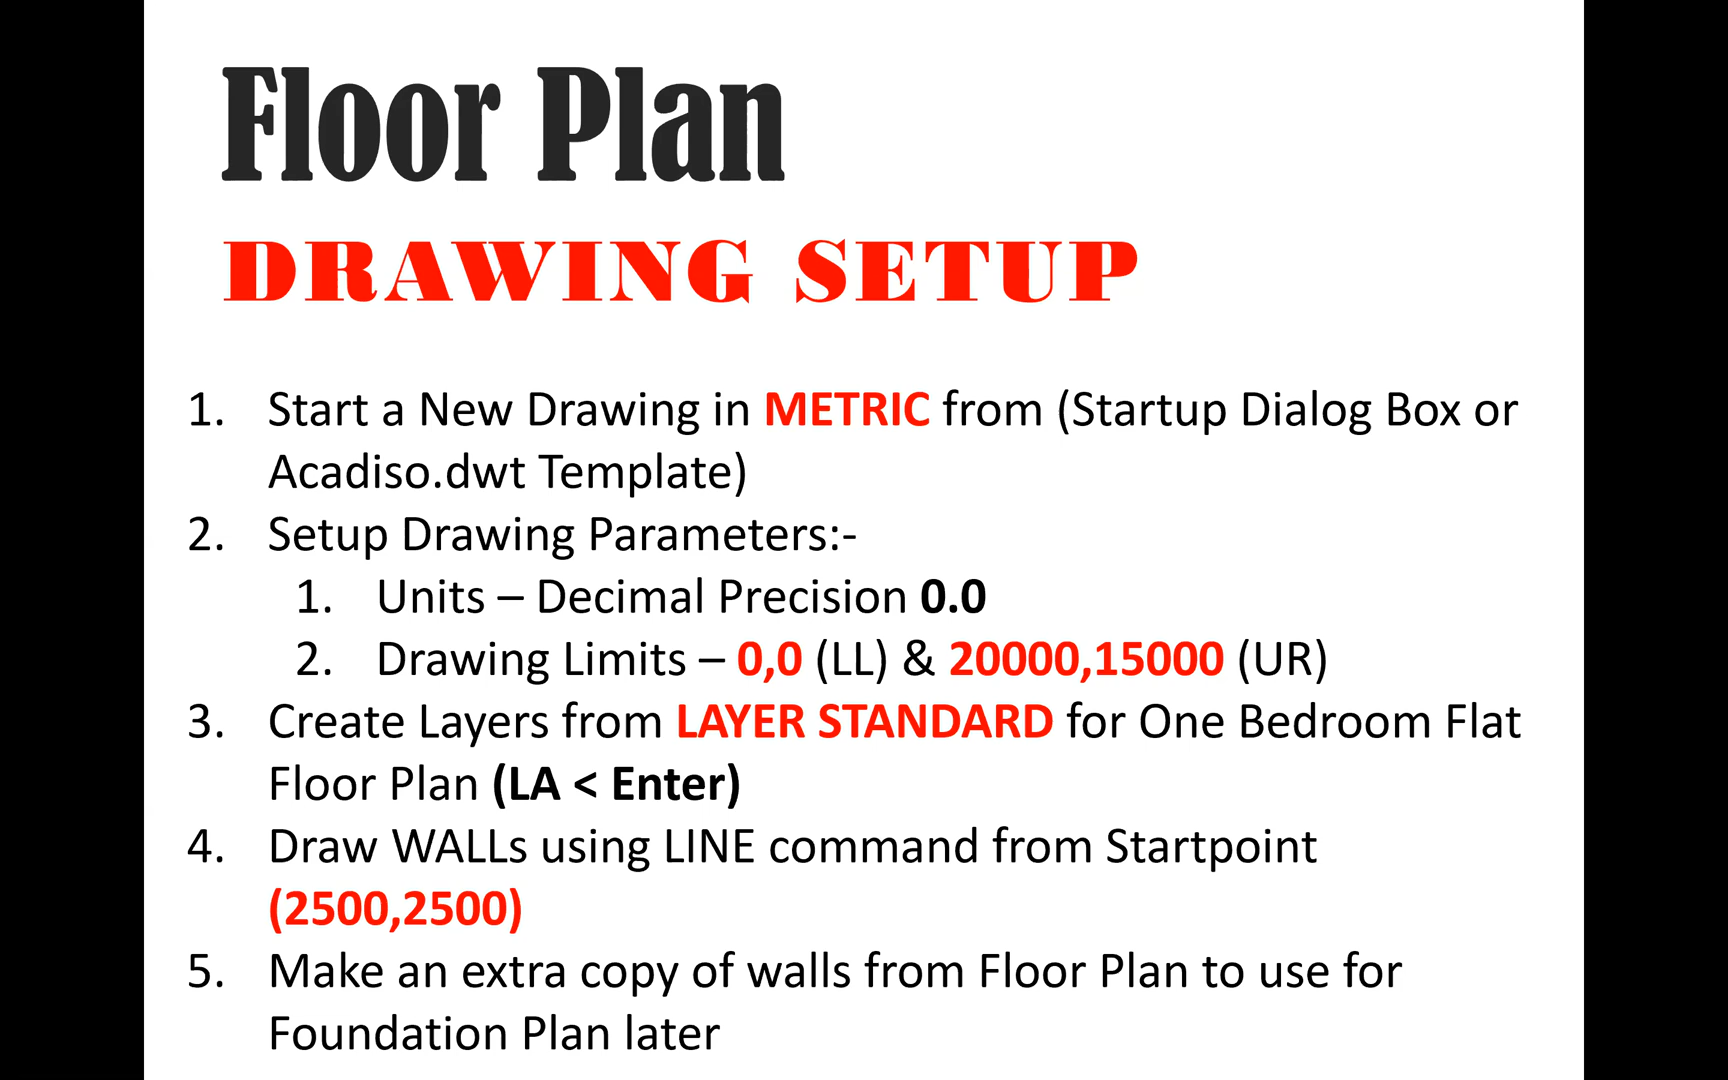 Floor Plan
DRAWING SETUP
1. Start a New Drawing in METRIC from (Startup Dialog Box or
Acadiso.dwt Template)
2. Setup Drawing Parameters:-
1. Units – Decimal Precision 0.0
2. Drawing Limits – 0,0 (LL) & 20000,15000 (UR)
3. Create Layers from LAYER STANDARD for One Bedroom Flat
Floor Plan (LA < Enter)
4. Draw WALLs using LINE command from Startpoint
(2500,2500)
5. Make an extra copy of walls from Floor Plan to use for
Foundation Plan later